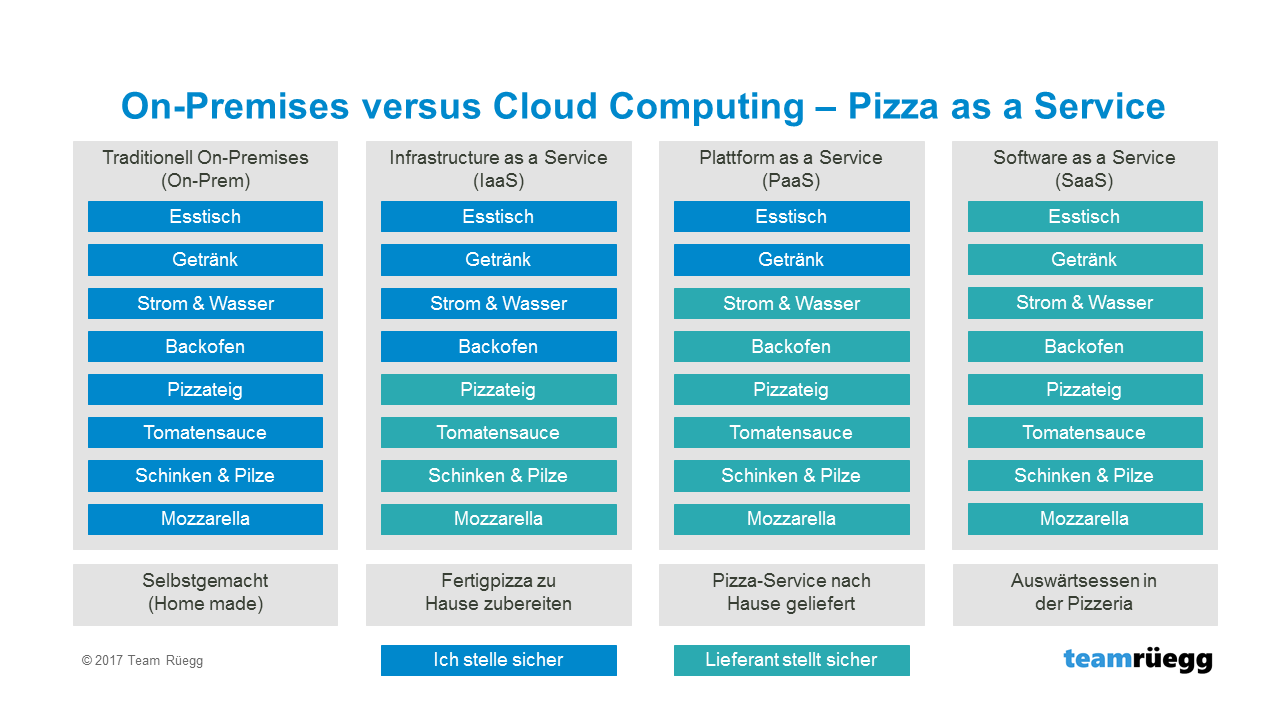 On-Premises versus Cloud Computing – Pizza as a Service
Traditionell On-Premises
(On-Prem)
Esstisch
Getränk
Strom & Wasser
Backofen
Pizzateig
Tomatensauce
Schinken & Pilze
Mozzarella
Selbstgemacht
(Home made)
Infrastructure as a Service
(IaaS)
Esstisch
Getränk
Strom & Wasser
Backofen
Pizzateig
Tomatensauce
Schinken & Pilze
Mozzarella
Fertigpizza zu
Hause zubereiten
Plattform as a Service
(PaaS)
Esstisch
Getränk
Strom & Wasser
Backofen
Pizzateig
Tomatensauce
Schinken & Pilze
Mozzarella
Pizza-Service nach
Hause geliefert
Software as a Service
(SaaS)
Esstisch
Getränk
Strom & Wasser
Backofen
Pizzateig
Tomatensauce
Schinken & Pilze
Mozzarella
Auswärtsessen in
der Pizzeria
© 2017 Team Rüegg
Ich stelle sicher
Lieferant stellt sicher
teamrüegg